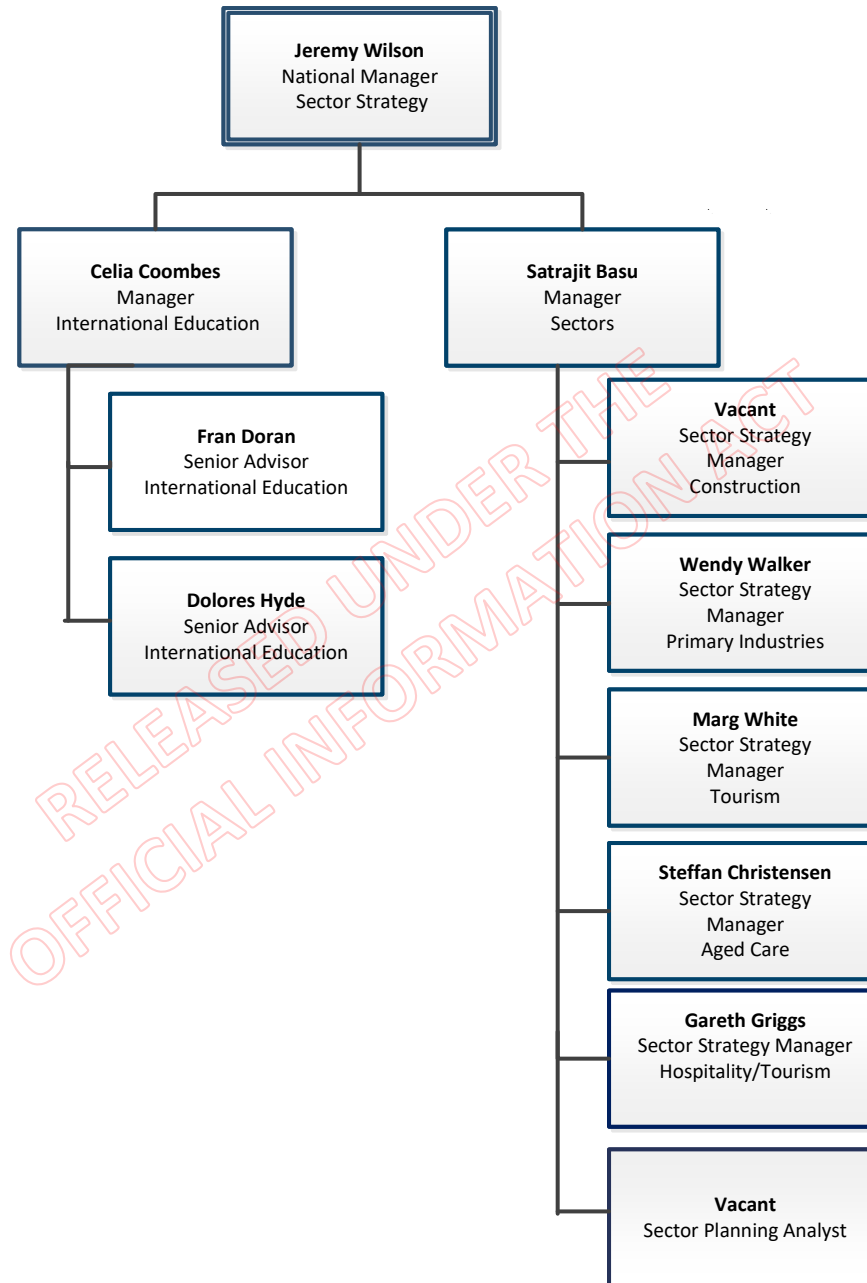 Jeremy Wilson
National Manager
Sector Strategy
Celia Coombes
Manager
International Education
Satrajit Basu
Manager
Sectors
Fran Doran
Senior Advisor
International Education
Dolores Hyde
Senior Advisor
International Education
Vacant
Sector Strategy
Manager
Construction
Wendy Walker
Sector Strategy
Manager
Primary Industries
Marg White
Sector Strategy
Manager
Tourism
Steffan Christensen
Sector Strategy
Manager
Aged Care
Gareth Griggs
Sector Strategy Manager
Hospitality/Tourism
Vacant
Sector Planning Analyst
RELEASED UNDER THE
OFFICIAL INFORMATION ACT